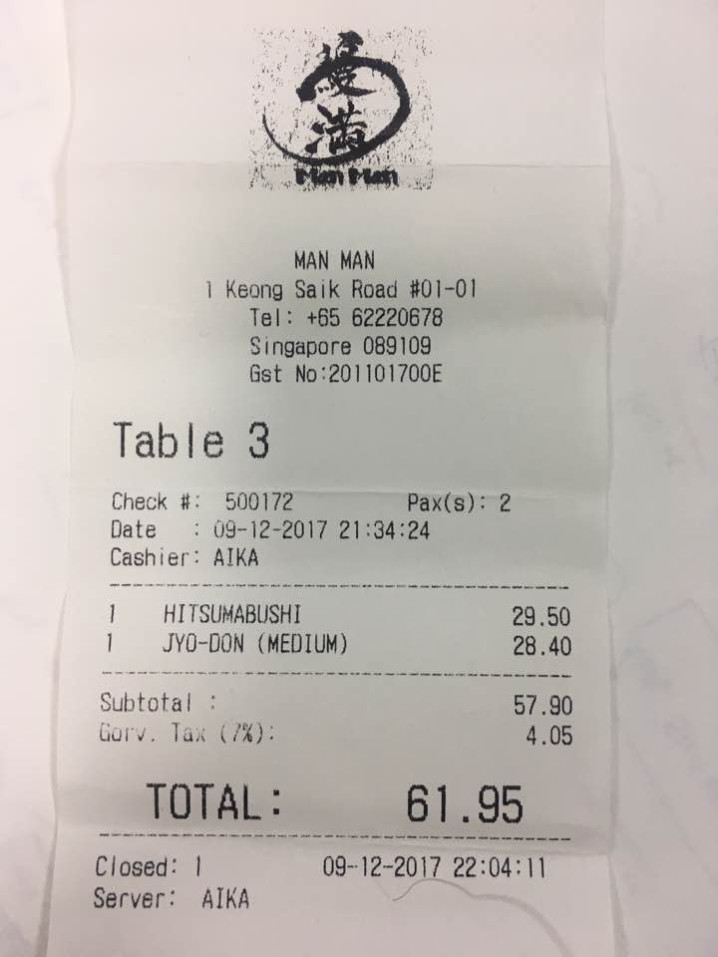 慢
満
Man Man
MAN MAN
1 Keong Saik Road #01-01
Tel: +65 62220678
Singapore 089109
Gst No:201101700E
Table 3
Check #: 500172 Pax(s): 2
Date : 09-12-2017 21:34:24
Cashier: AIKA
1 HITSUMABUSHI 29.50
1 JYO-DON (MEDIUM) 28.40
Subtotal : 57.90
Gorv. Tax (7%): 4.05
TOTAL: 61.95
Closed: 1 09-12-2017 22:04:11
Server: AIKA